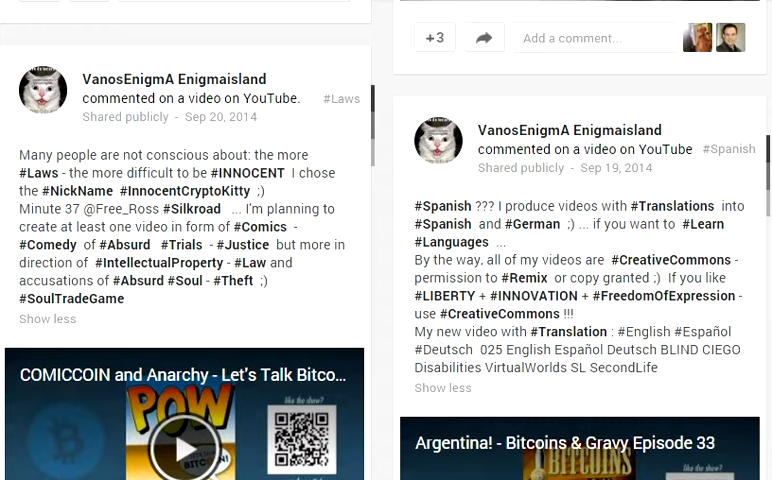 VanosEnigmA Enigmaisland
commented on a video on YouTube. #Laws
Shared publicly - Sep 20, 2014
Many people are not conscious about: the more
#Laws - the more difficult to be #INNOCENT I chose
the #NickName #InnocentCryptoKitty ;)
Minute 37 @Free_Ross #Silkroad ... I'm planning to
create at least one video in form of #Comics -
#Comedy of #Absurd #Trials - #Justice but more in
direction of #IntellectualProperty - #Law and
accusations of #Absurd #Soul - #Theft ;)
#SoulTradeGame
Show less
COMICCOIN and Anarchy - Let's Talk Bitco...
like the show?
POW
BITCOIN!
+3
Add a comment...
VanosEnigmA Enigmaisland
commented on a video on YouTube #Spanish
Shared publicly - Sep 19, 2014
#Spanish ??? I produce videos with #Translations into
#Spanish and #German ;) ... if you want to #Learn
#Languages ...
By the way, all of my videos are #CreativeCommons -
permission to #Remix or copy granted ;) If you like
#LIBERTY + #INNOVATION + #FreedomOfExpression -
use #CreativeCommons !!!
My new video with #Translation : #English #Español
#Deutsch 025 English Español Deutsch BLIND CIEGO
Disabilities VirtualWorlds SL SecondLife
Show less
Argentina! - Bitcoins & Gravy Episode 33
BITCOINS
like the show?